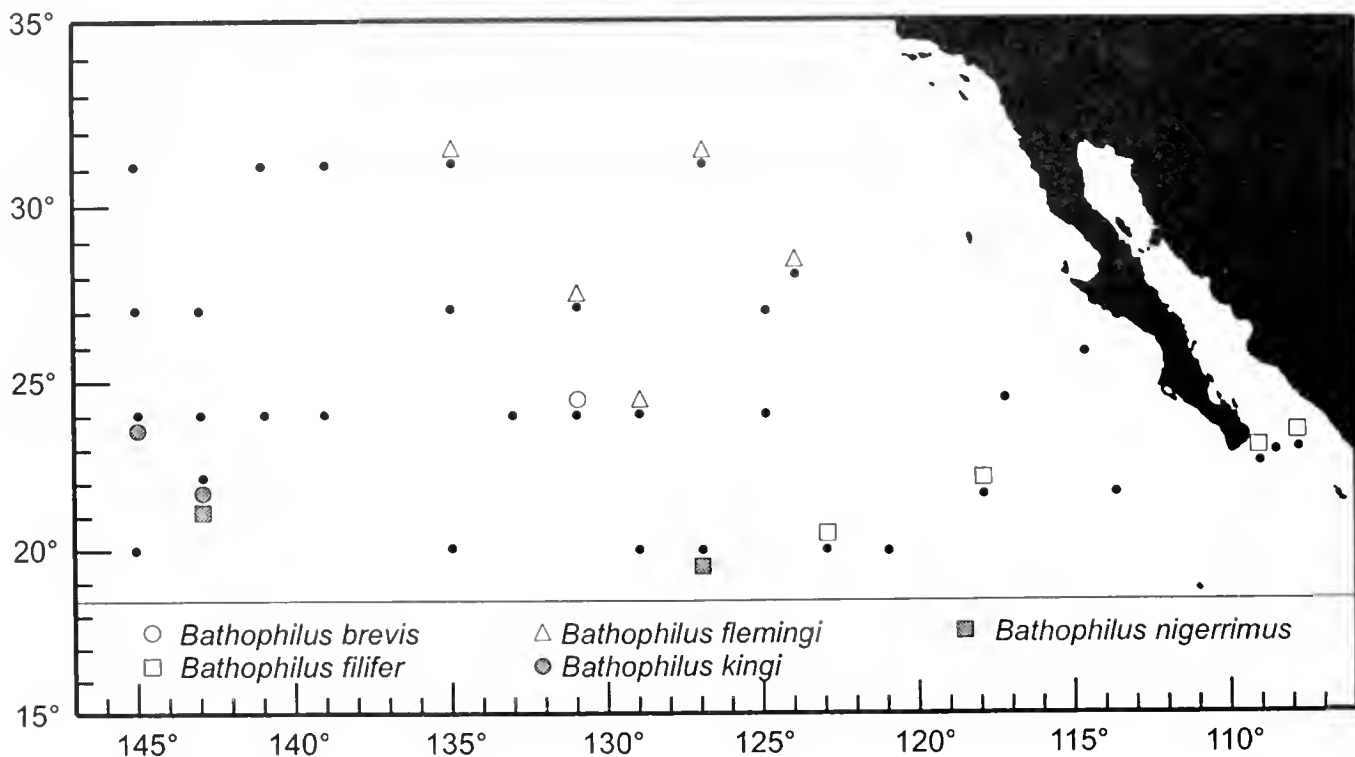 35°
30°
25°
20°
Bathophilus brevis Bathophilus flemingi Bathophilus nigerrimus
Bathophilus filifer Bathophilus kingi
15°
145° 140° 135° 130° 125° 120° 115° 110°